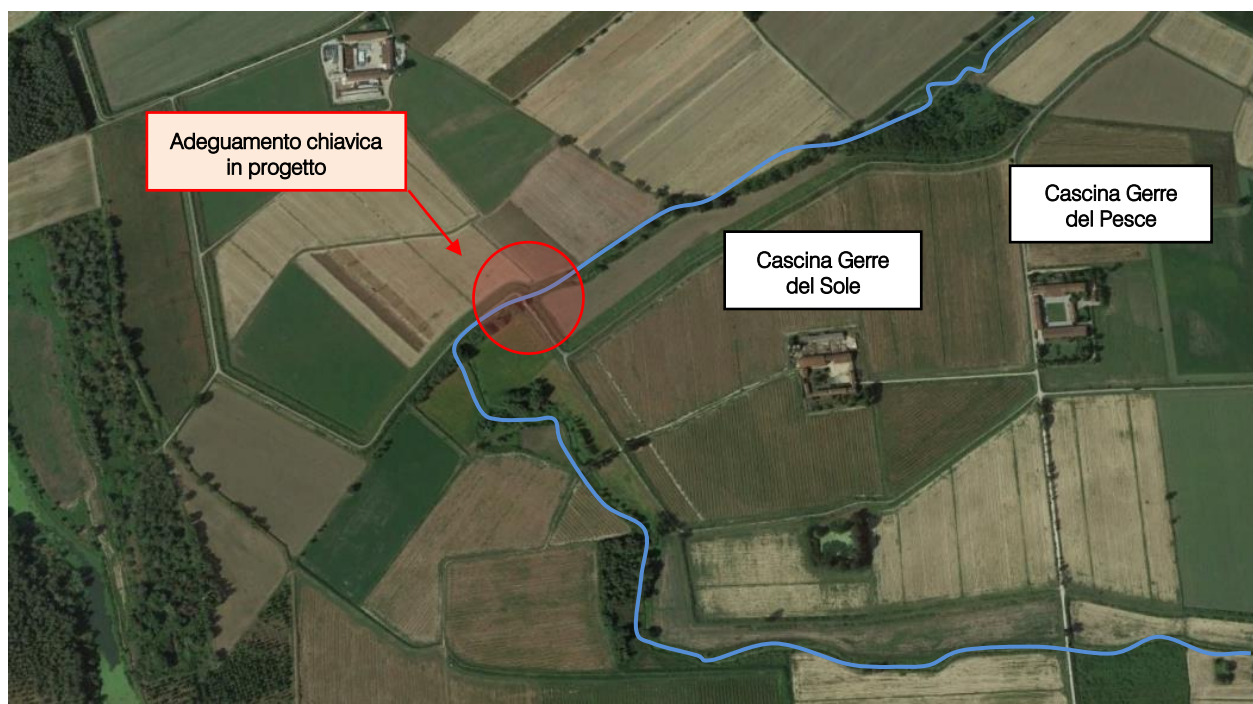 Adeguamento chiavica
in progetto
Cascina Gerre
del Pesce
Cascina Gerre
del Sole